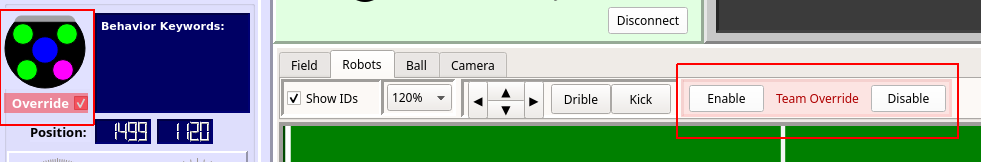 Behavior Keywords:
Override
Position: 1499 1120
Disconnect
Field Robots Ball Camera
Show IDs 120% Drible Kick Enable Team Override Disable